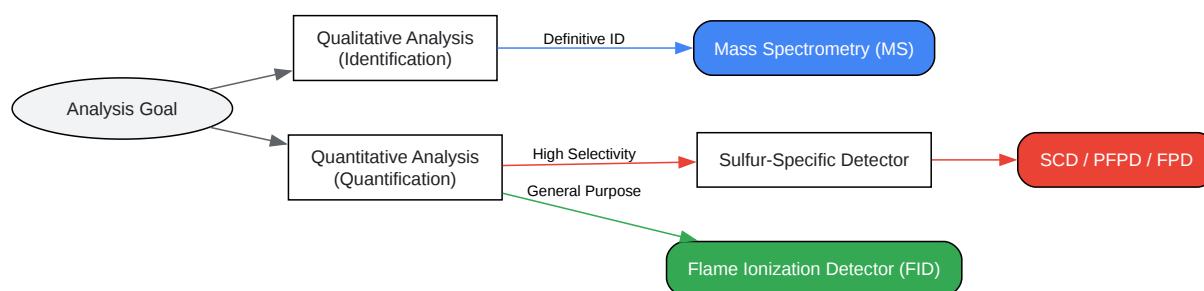 Qualitative Analysis
(Identification)
Definitive ID
Mass Spectrometry (MS)
Analysis Goal
Quantitative Analysis
(Quantification)
High Selectivity
Sulfur-Specific Detector
SCD / PFPD / FPD
General Purpose
Flame Ionization Detector (FID)